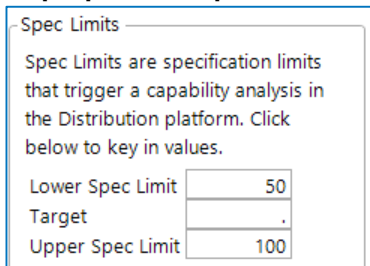 Spec Limits
Spec Limits are specification limits
that trigger a capability analysis in
the Distribution platform. Click
below to key in values.
Lower Spec Limit 50
Target .
Upper Spec Limit 100